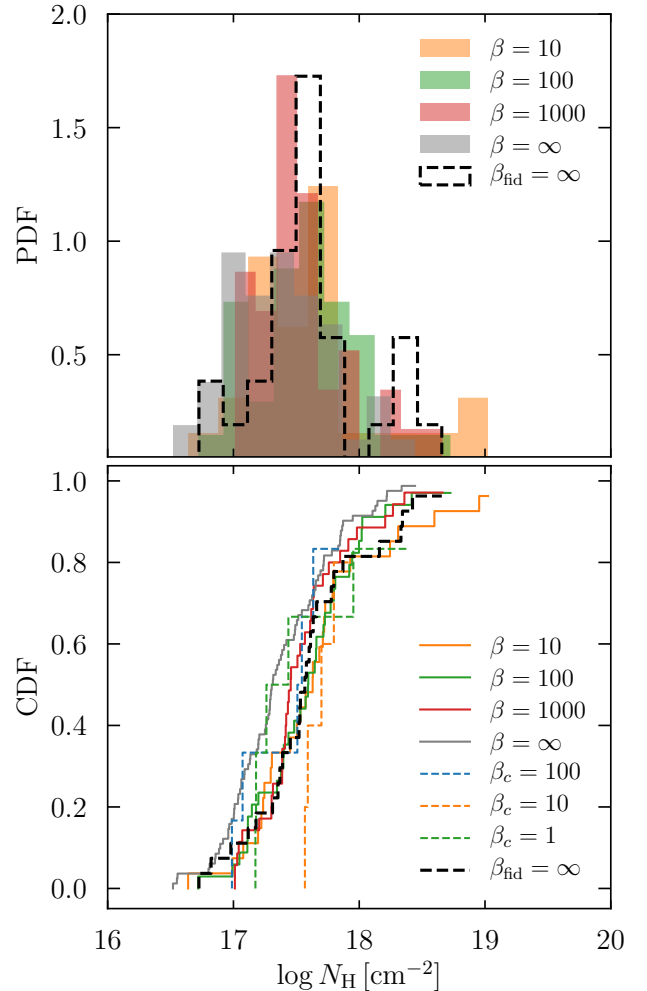 2.0
1.5
1.0
0.5
PDF
β = 10
β = 100
β = 1000
β = ∞
β_fid = ∞
1.0
0.8
0.6
0.4
0.2
0.0
CDF
β = 10
β = 100
β = 1000
β = ∞
β_c = 100
β_c = 10
β_c = 1
β_fid = ∞
16 17 18 19 20
log N_H [cm⁻²]